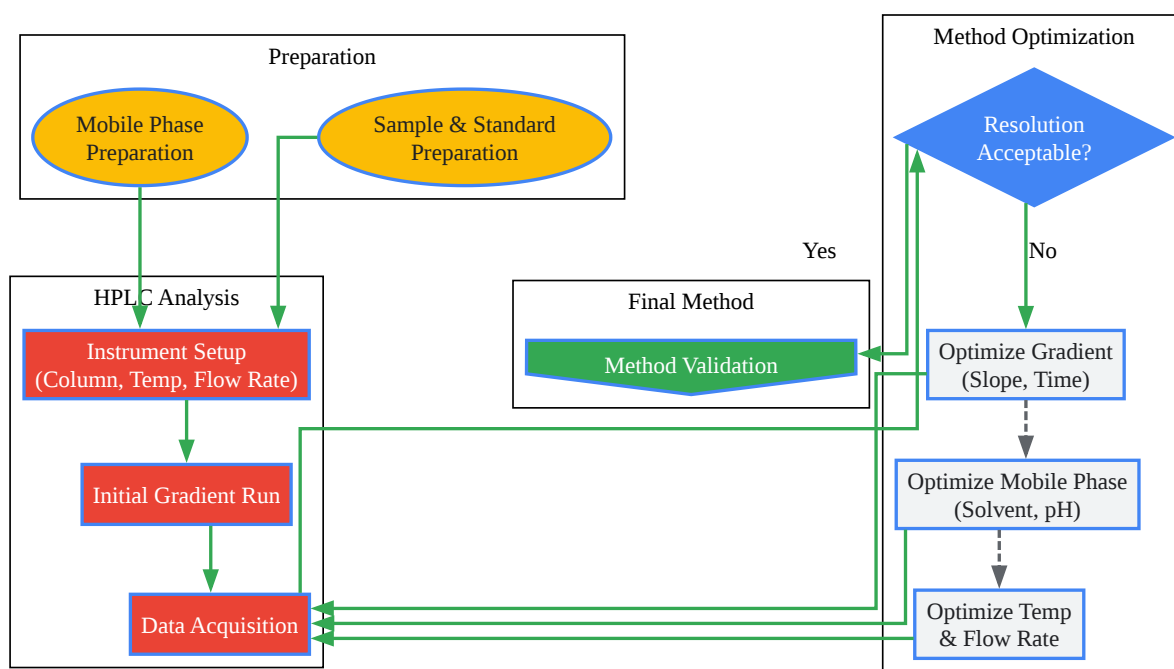 Preparation
Mobile Phase
Preparation
Sample & Standard
Preparation
HPLC Analysis
Instrument Setup
(Column, Temp, Flow Rate)
Initial Gradient Run
Data Acquisition
Final Method
Method Validation
Yes
Method Optimization
Resolution
Acceptable?
No
Optimize Gradient
(Slope, Time)
Optimize Mobile Phase
(Solvent, pH)
Optimize Temp
& Flow Rate